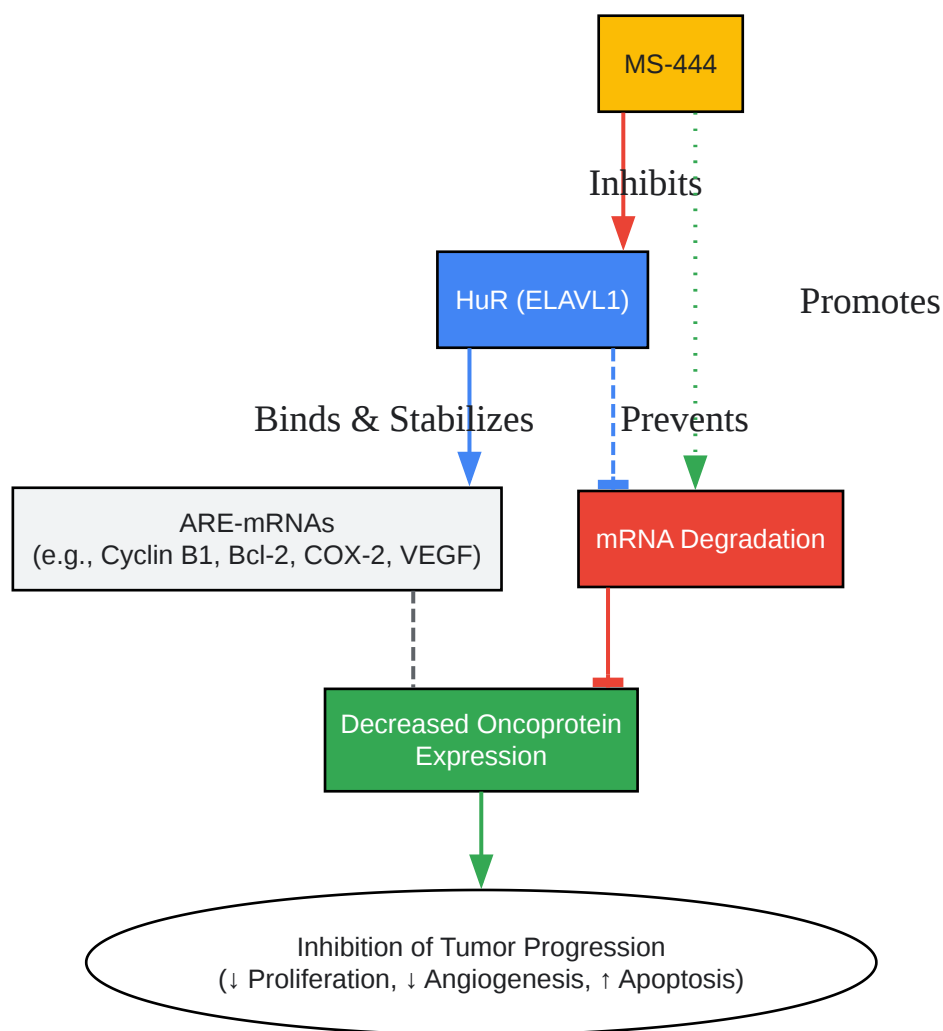 MS-444
Inhibits
HuR (ELAVL1)
Promotes
Binds & Stabilizes
Prevents
ARE-mRNAs
(e.g., Cyclin B1, Bcl-2, COX-2, VEGF)
mRNA Degradation
Decreased Oncoprotein
Expression
Inhibition of Tumor Progression
(↓ Proliferation, ↓ Angiogenesis, ↑ Apoptosis)